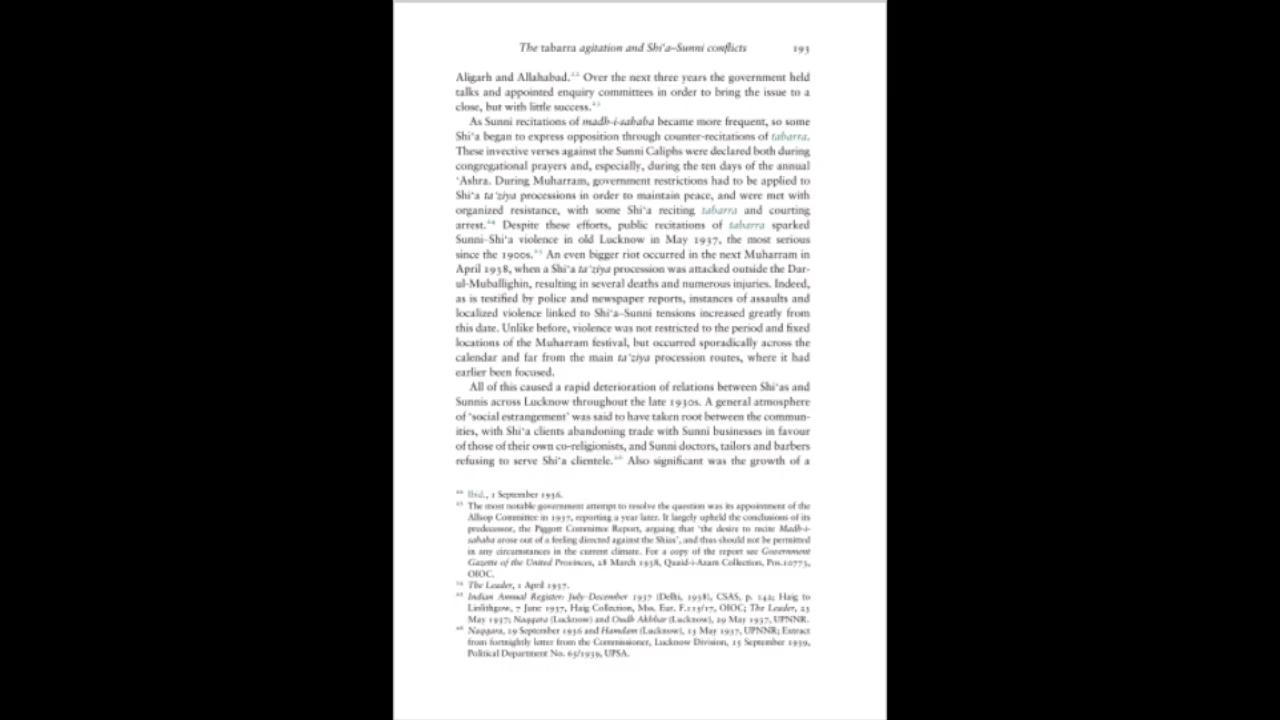 The tabarra agitation and Shi'a–Sunni conflicts 193
Aligarh and Allahabad.22 Over the next three years the government held
talks and appointed enquiry committees in order to bring the issue to a
close, but with little success.23
As Sunni recitations of madh-i-sahaba became more frequent, so some
Shi'a began to express opposition through counter-recitations of tabarra.
These invective verses against the Sunni Caliphs were declared both during
congregational prayers and, especially, during the ten days of the annual
'Ashra. During Muharram, government restrictions had to be applied to
Shi'a ta'ziya processions in order to maintain peace, and were met with
organized resistance, with some Shi'a reciting tabarra and courting
arrest.24 Despite these efforts, public recitations of tabarra sparked
Sunni–Shi'a violence in old Lucknow in May 1937, the most serious
since the 1900s.25 An even bigger riot occurred in the next Muharram in
April 1938, when a Shi'a ta'ziya procession was attacked outside the Dar-
ul-Muballighin, resulting in several deaths and numerous injuries. Indeed,
as is testified by police and newspaper reports, instances of assaults and
localized violence linked to Shi'a–Sunni tensions increased greatly from
this date. Unlike before, violence was not restricted to the period and fixed
locations of the Muharram festival, but occurred sporadically across the
calendar and far from the main ta'ziya procession routes, where it had
earlier been focused.
All of this caused a rapid deterioration of relations between Shi'as and
Sunnis across Lucknow throughout the late 1930s. A general atmosphere
of 'social estrangement' was said to have taken root between the commun-
ities, with Shi'a clients abandoning trade with Sunni businesses in favour
of those of their own co-religionists, and Sunni doctors, tailors and barbers
refusing to serve Shi'a clientele.26 Also significant was the growth of a
22 Ibid., 1 September 1936.
23 The most notable government attempt to resolve the question was its appointment of the
Allsop Committee in 1937, reporting a year later. It largely upheld the conclusions of its
predecessor, the Piggott Committee Report, arguing that 'the desire to recite Madh-i-
sahaba arose out of a feeling directed against the Shias', and thus should not be permitted
in any circumstances in the current climate. For a copy of the report see Government
Gazette of the United Provinces, 28 March 1938, Quaid-i-Azam Collection, Pos.10773,
OIOC.
24 The Leader, 1 April 1937.
25 Indian Annual Register: July–December 1937 (Delhi, 1938), CSAS, p. 142; Haig to
Linlithgow, 7 June 1937, Haig Collection, Mss. Eur. F.115/17, OIOC; The Leader, 23
May 1937; Naqqara (Lucknow) and Oudh Akhbar (Lucknow), 29 May 1937, UPNNR.
26 Naqqara, 29 September 1936 and Hamdam (Lucknow), 15 May 1937, UPNNR; Extract
from fortnightly letter from the Commissioner, Lucknow Division, 15 September 1939,
Political Department No. 65/1939, UPSA.